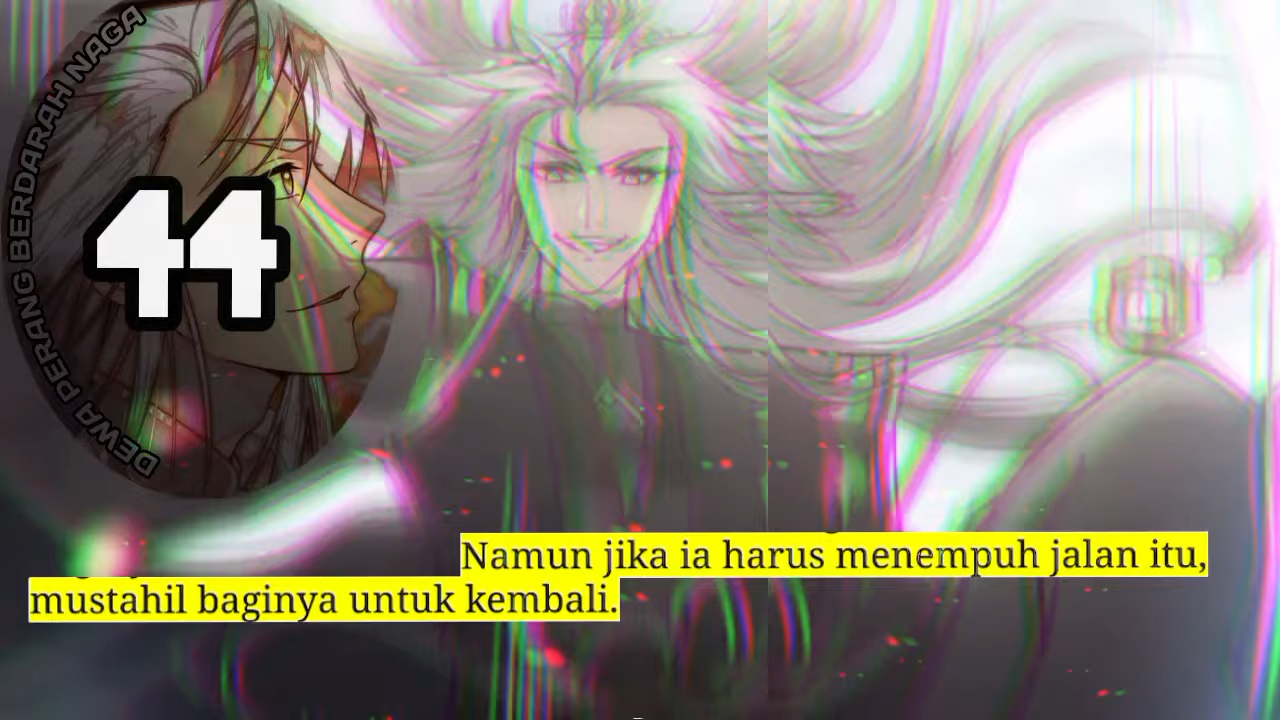 DEWA PERANG BERDARAH NAGA
44
Namun jika ia harus menempuh jalan itu,
mustahil baginya untuk kembali.